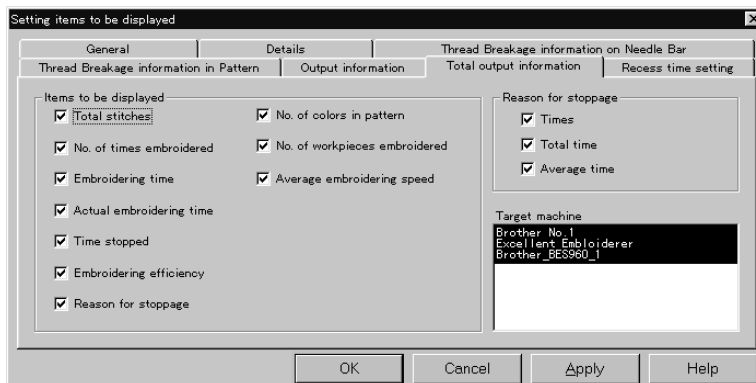 Setting items to be displayed
General
Details
Thread Breakage information on Needle Bar
Thread Breakage information in Pattern
Output information
Total output information
Recess time setting
Items to be displayed
Total stitches
No. of times embroidered
Embroidering time
Actual embroidering time
Time stopped
Embroidering efficiency
Reason for stoppage
No. of colors in pattern
No. of workpieces embroidered
Average embroidering speed
Reason for stoppage
Times
Total time
Average time
Target machine
Brother No.1
Excellent Embloiderer
Brother_BES960_1
OK
Cancel
Apply
Help